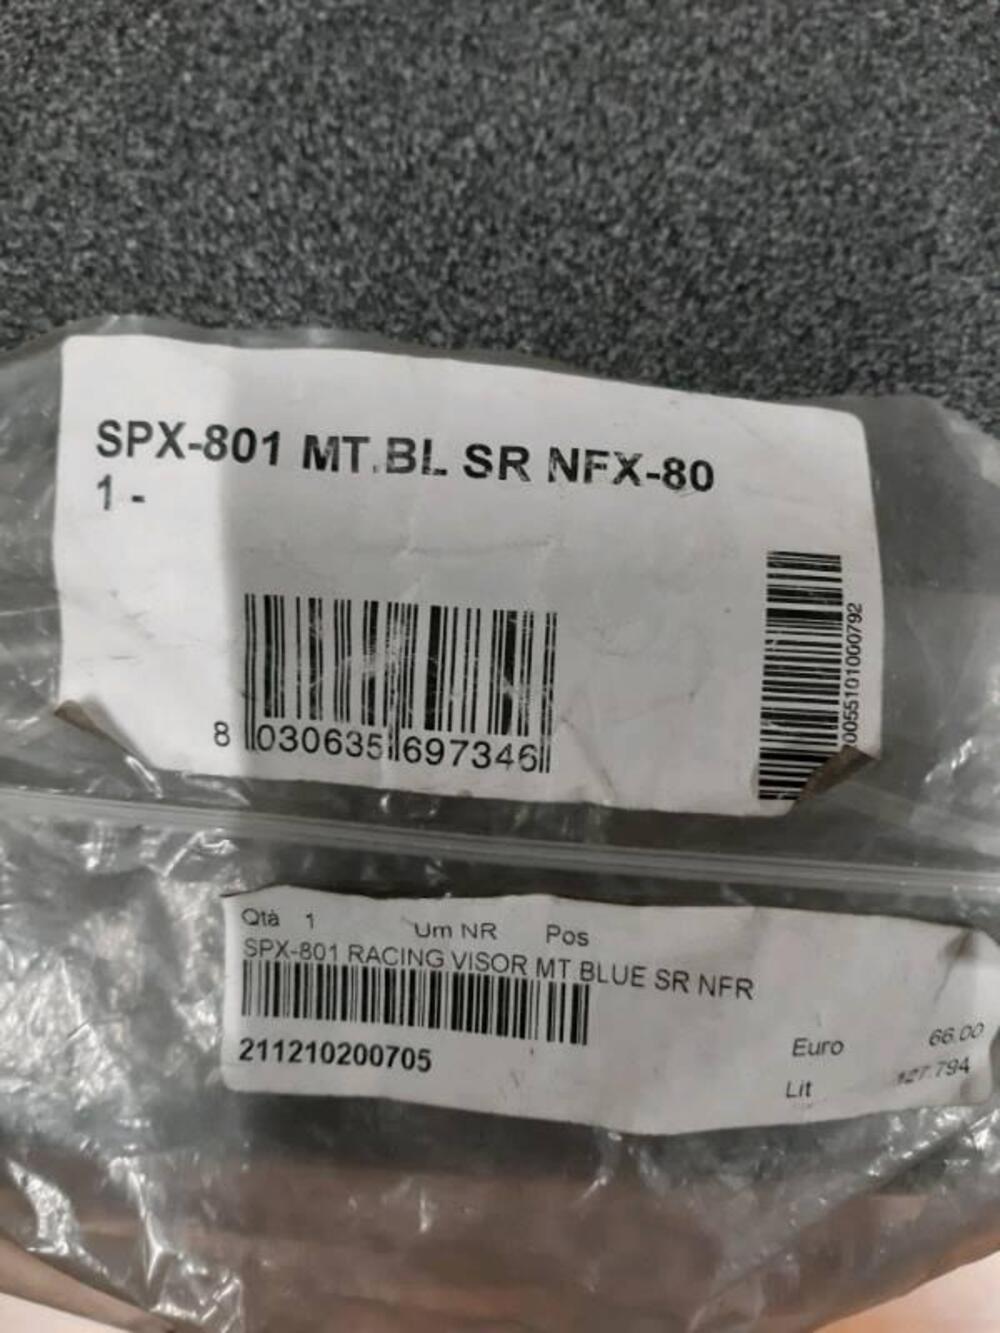 SPX-801 MT.BL SR NFX-80
1 -
8 030635 697346
0055101000792
Qtà 1 Um NR Pos
SPX-801 RACING VISOR MT BLUE SR NFR
211210200705
Euro 66.00
Lit 127.794